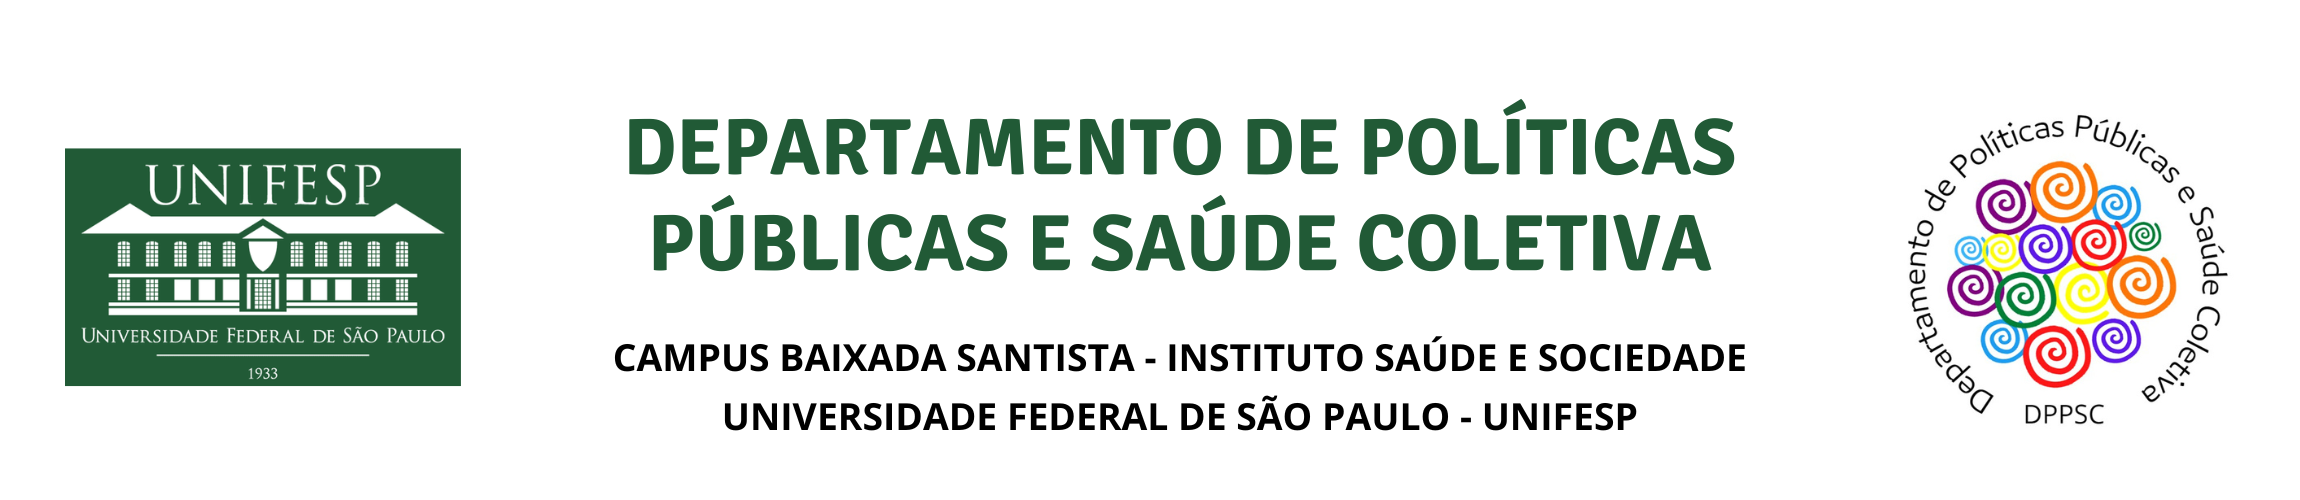 UNIFESP
UNIVERSIDADE FEDERAL DE SÃO PAULO
1933
DEPARTAMENTO DE POLÍTICAS
PÚBLICAS E SAÚDE COLETIVA
CAMPUS BAIXADA SANTISTA - INSTITUTO SAÚDE E SOCIEDADE
UNIVERSIDADE FEDERAL DE SÃO PAULO - UNIFESP
Departamento de Políticas Públicas e Saúde Coletiva
DPPSC